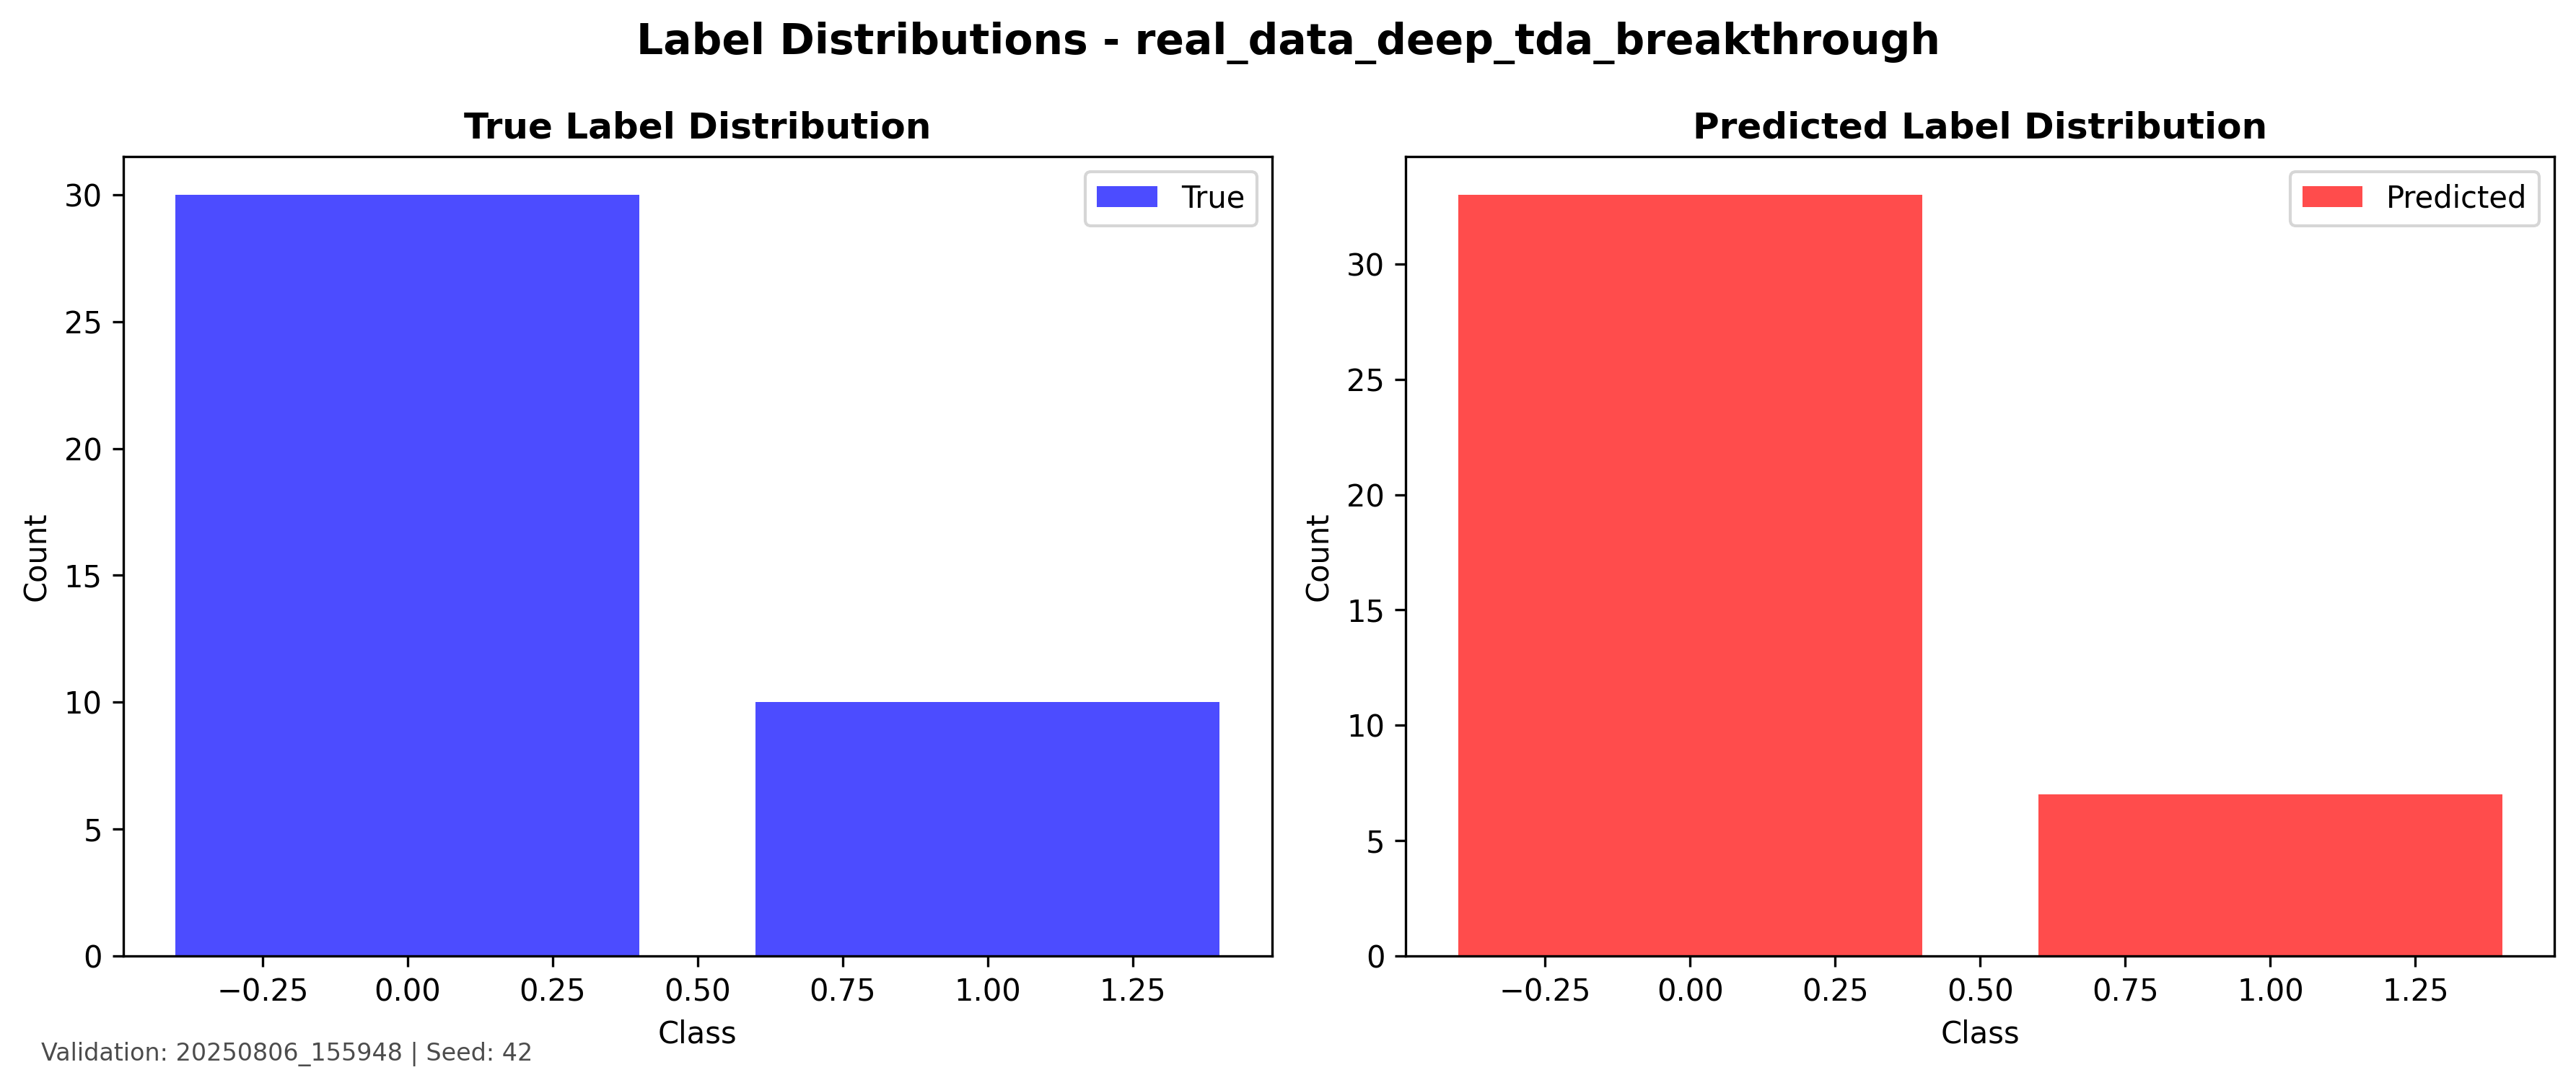 Label Distributions - real_data_deep_tda_breakthrough
True Label Distribution
True
30
25
20
15
10
5
0
Count
−0.25 0.00 0.25 0.50 0.75 1.00 1.25
Class
Predicted Label Distribution
Predicted
30
25
20
15
10
5
0
Count
−0.25 0.00 0.25 0.50 0.75 1.00 1.25
Class
Validation: 20250806_155948 | Seed: 42